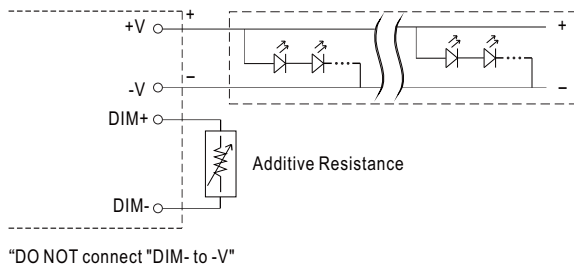 +V
+
+
-V
−
−
DIM+
Additive Resistance
DIM-
“DO NOT connect "DIM- to -V"